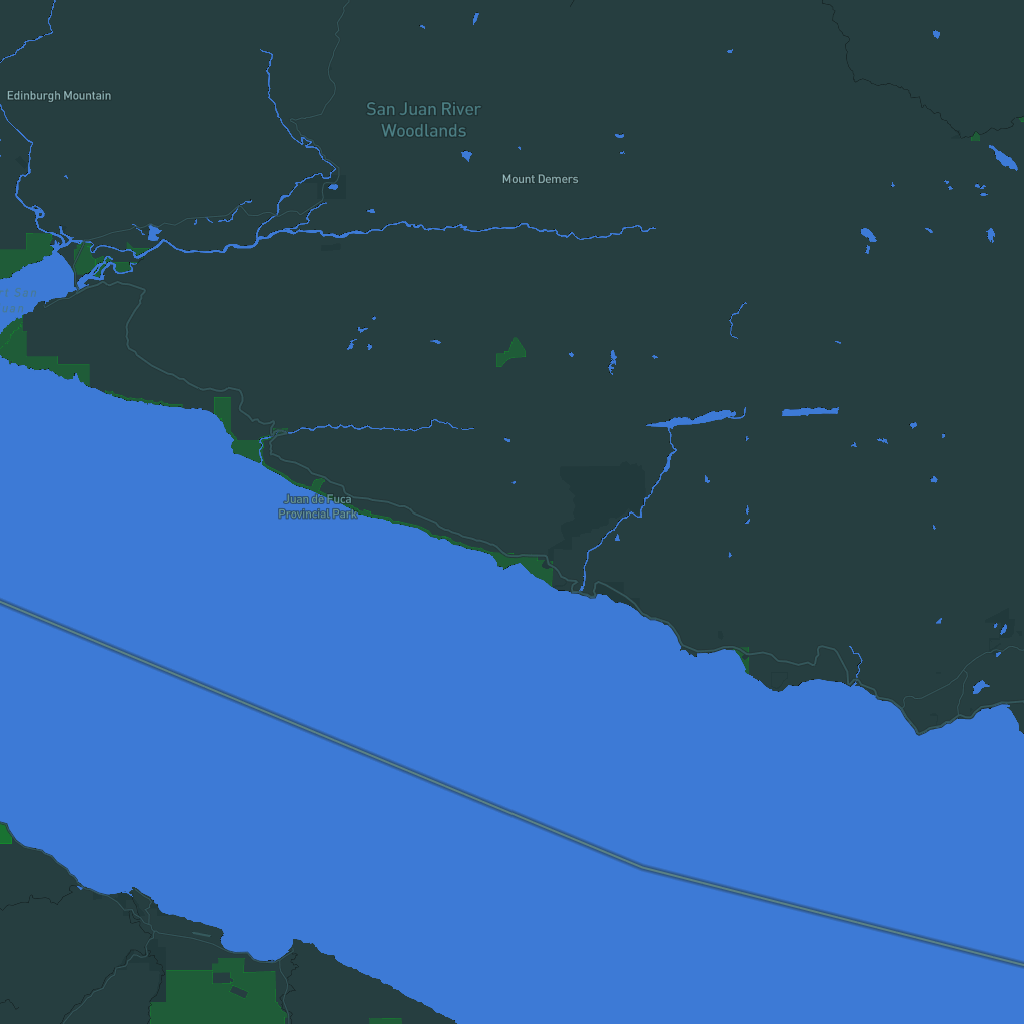 Edinburgh Mountain
San Juan River
Woodlands
Mount Demers
Juan de Fuca
Provincial Park